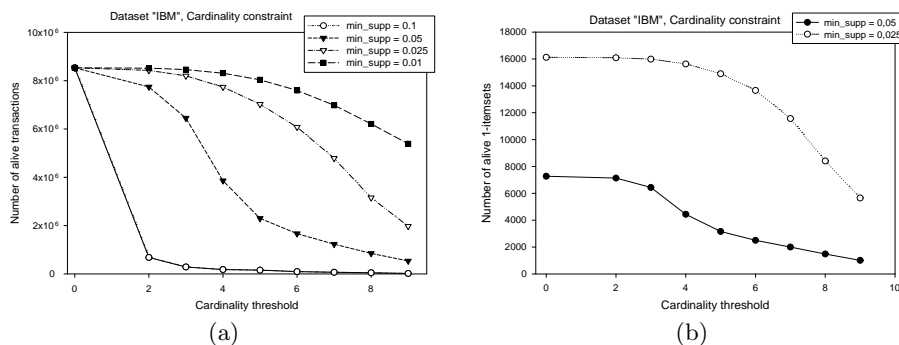 Dataset "IBM", Cardinality constraint
min_supp = 0.1
min_supp = 0.05
min_supp = 0.025
min_supp = 0.01
Number of alive transactions
10x10⁶
8x10⁶
6x10⁶
4x10⁶
2x10⁶
0
0 2 4 6 8
Cardinality threshold
(a)
Dataset "IBM", Cardinality constraint
min_supp = 0,05
min_supp = 0,025
Number of alive 1-itemsets
18000
16000
14000
12000
10000
8000
6000
4000
2000
0
0 2 4 6 8 10
Cardinality threshold
(b)